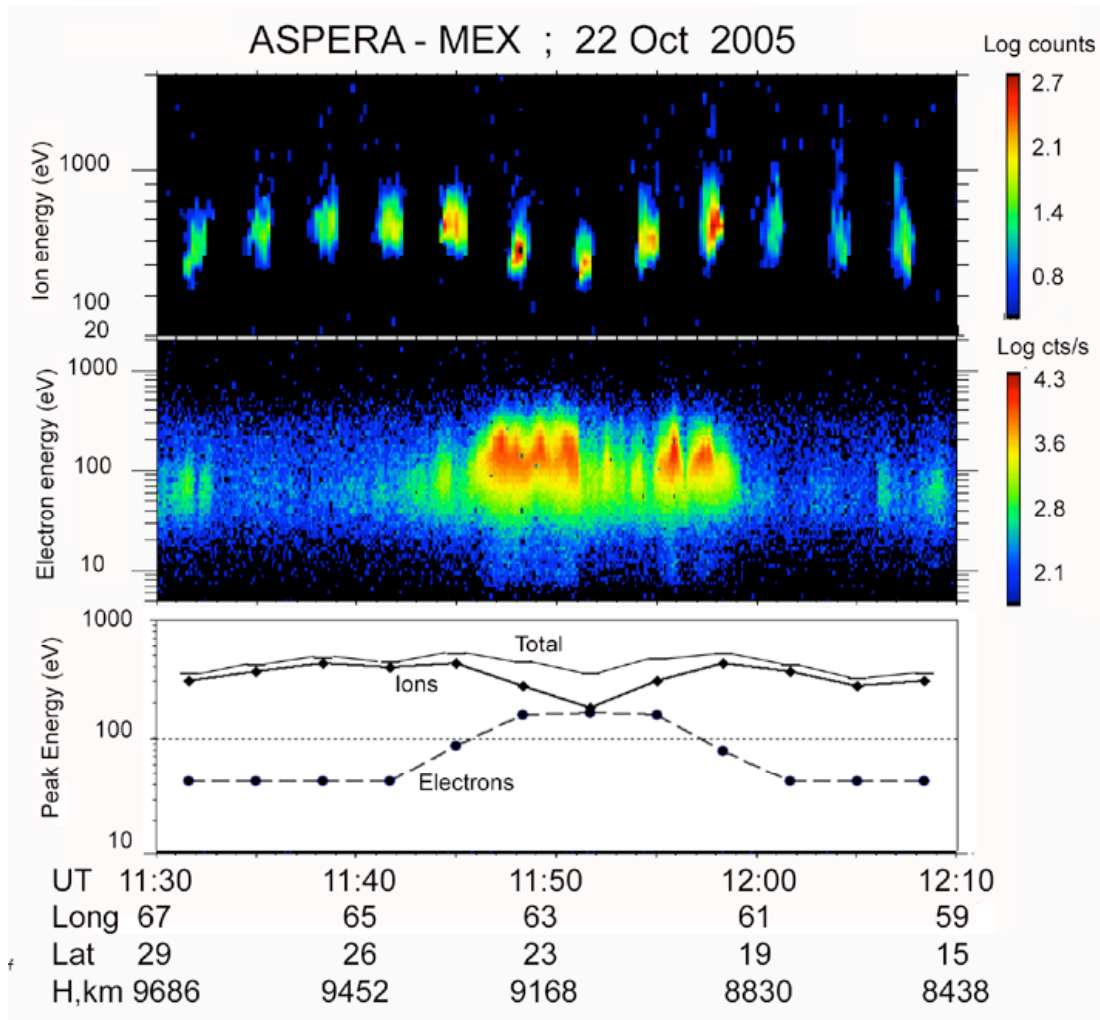 ASPERA - MEX ; 22 Oct 2005
Log counts
2.7
2.1
1.4
0.8
Ion energy (eV)
1000
100
20
Log cts/s
4.3
3.6
2.8
2.1
Electron energy (eV)
1000
100
10
Peak Energy (eV)
1000
100
10
Total
Ions
Electrons
UT 11:30 11:40 11:50 12:00 12:10
Long 67 65 63 61 59
Lat 29 26 23 19 15
H,km 9686 9452 9168 8830 8438